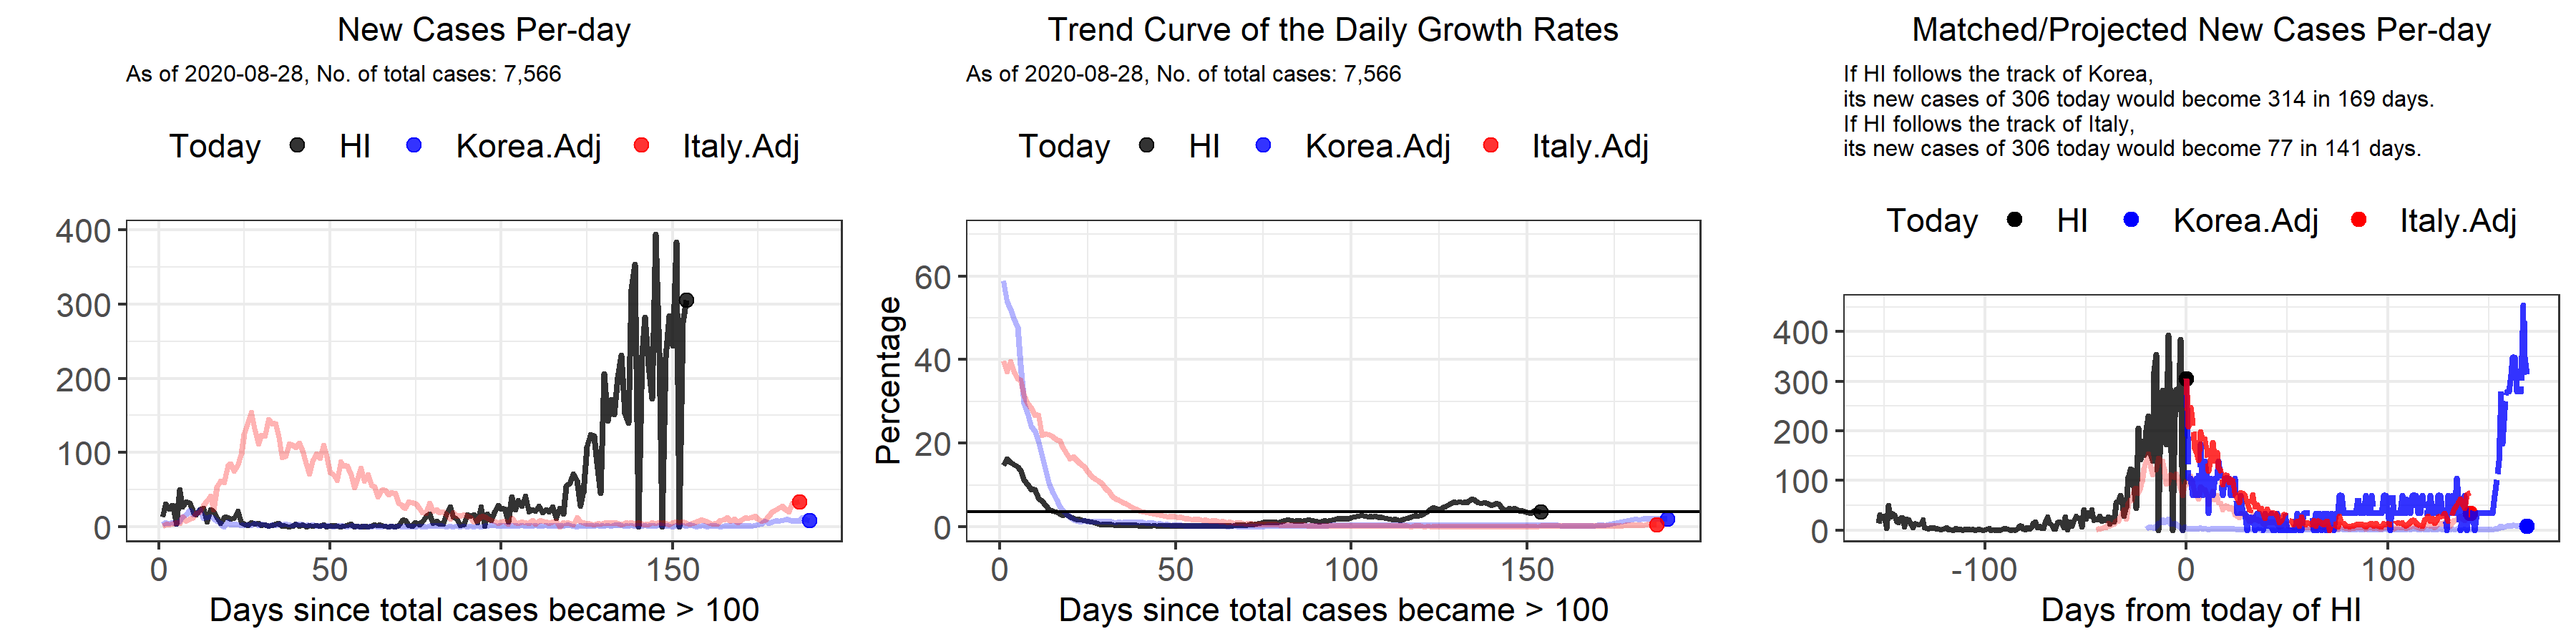 New Cases Per-day
As of 2020-08-28, No. of total cases: 7,566
Today HI Korea.Adj Italy.Adj
400
300
200
100
0
0 50 100 150
Days since total cases became > 100
Trend Curve of the Daily Growth Rates
As of 2020-08-28, No. of total cases: 7,566
Today HI Korea.Adj Italy.Adj
Percentage
60
40
20
0
0 50 100 150
Days since total cases became > 100
Matched/Projected New Cases Per-day
If HI follows the track of Korea,
its new cases of 306 today would become 314 in 169 days.
If HI follows the track of Italy,
its new cases of 306 today would become 77 in 141 days.
Today HI Korea.Adj Italy.Adj
400
300
200
100
0
-100 0 100
Days from today of HI